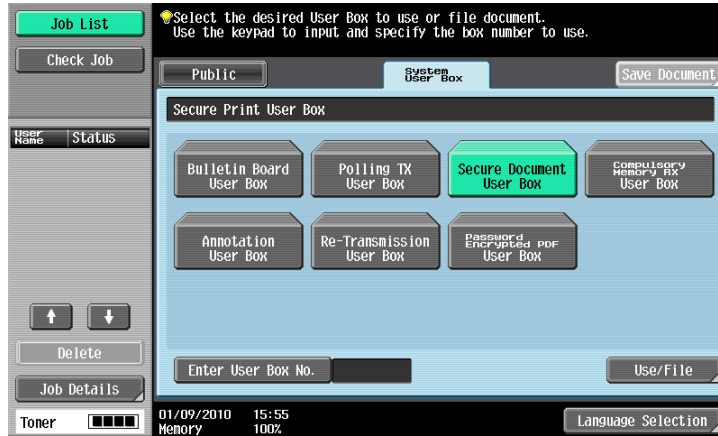 Job List
Check Job
User Name
Status
Delete
Job Details
Toner
Select the desired User Box to use or file document.
Use the keypad to input and specify the box number to use.
Public
System
User Box
Save Document
Secure Print User Box
Bulletin Board
User Box
Polling TX
User Box
Secure Document
User Box
Compulsory
Memory RX
User Box
Annotation
User Box
Re-Transmission
User Box
Password
Encrypted PDF
User Box
Enter User Box No.
Use/File
01/09/2010 15:55
Memory 100%
Language Selection